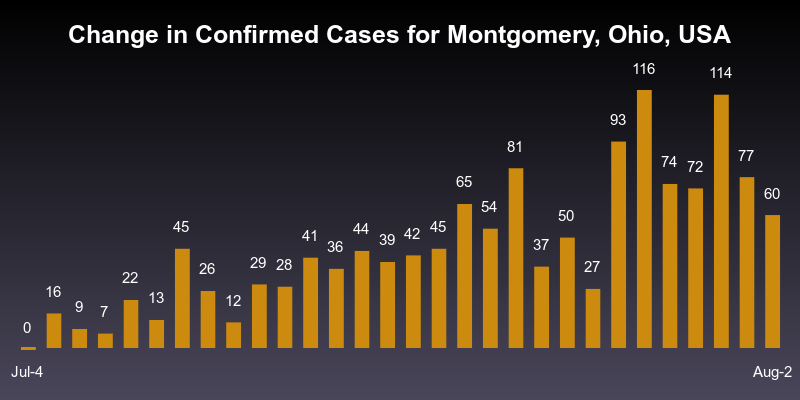 Change in Confirmed Cases for Montgomery, Ohio, USA
0 16 9 7 22 13 45 26 12 29 28 41 36 44 39 42 45 65 54 81 37 50 27 93 116 74 72 114 77 60
Jul-4 Aug-2